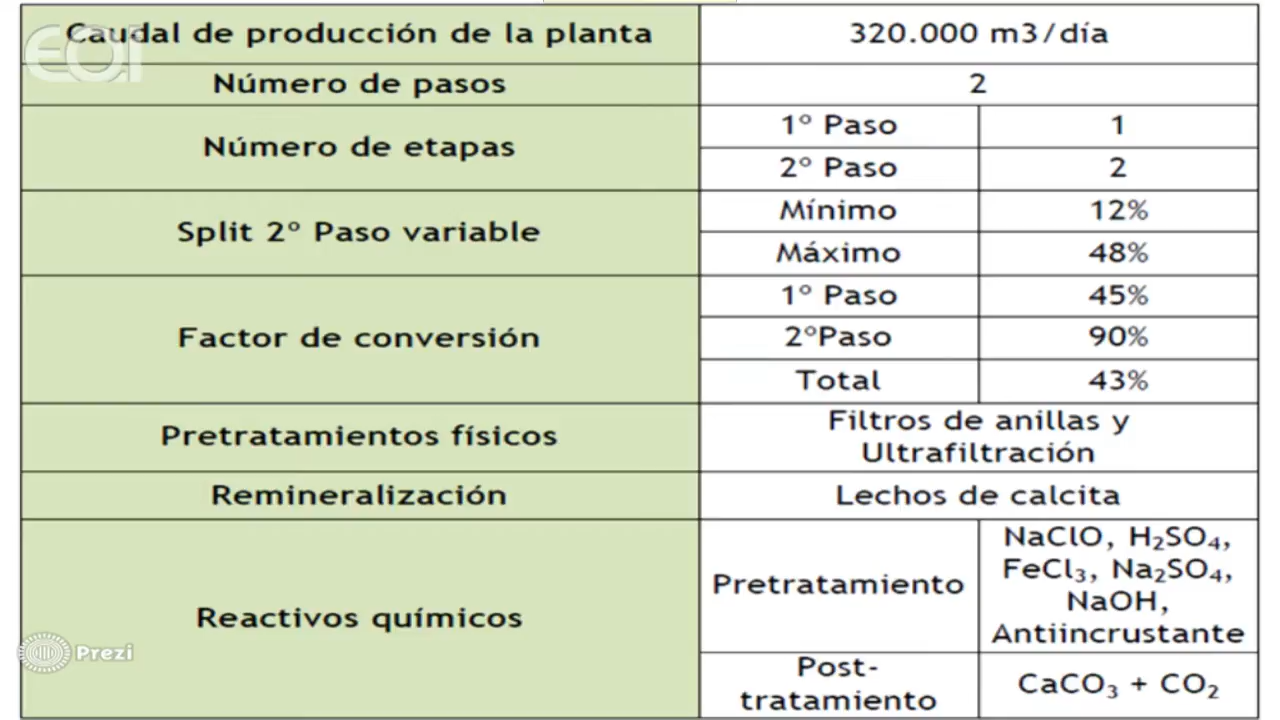 Caudal de producción de la planta 320.000 m3/día
eoi
Número de pasos 2
Número de etapas
1º Paso 1
2º Paso 2
Split 2º Paso variable
Mínimo 12%
Máximo 48%
Factor de conversión
1º Paso 45%
2ºPaso 90%
Total 43%
Pretratamientos físicos
Filtros de anillas y
Ultrafiltración
Remineralización Lechos de calcita
Reactivos químicos
Pretratamiento
NaClO, H₂SO₄,
FeCl₃, Na₂SO₄,
NaOH,
Antiincrustante
Post-
tratamiento
CaCO₃ + CO₂
Prezi